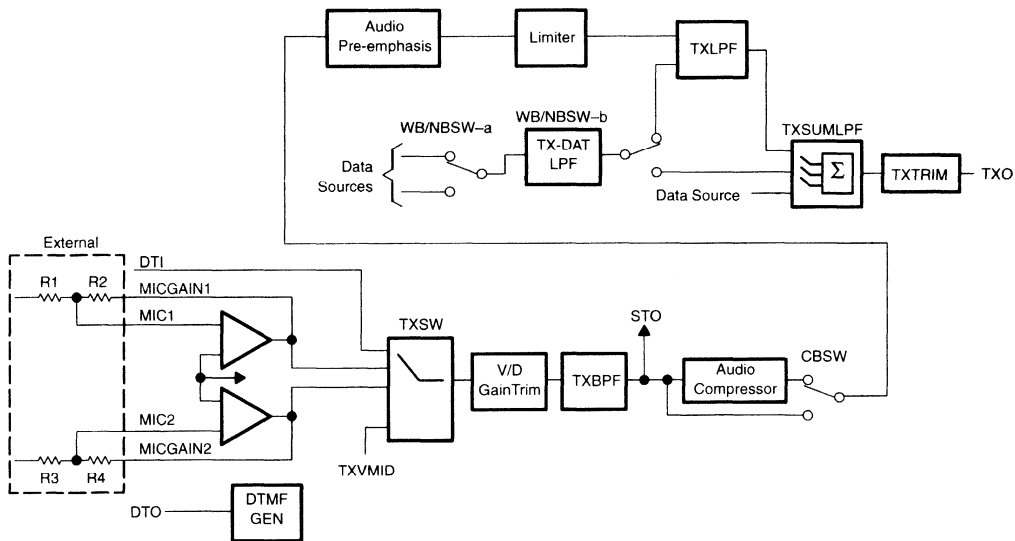 Audio
Pre-emphasis
Limiter
TXLPF
WB/NBSW–a
WB/NBSW–b
Data
Sources
TX-DAT
LPF
TXSUMLPF
Σ
TXTRIM
TXO
Data Source
External
R1
R2
DTI
MICGAIN1
MIC1
TXSW
STO
CBSW
V/D
GainTrim
TXBPF
Audio
Compressor
MIC2
MICGAIN2
R3
R4
TXVMID
DTO
DTMF
GEN